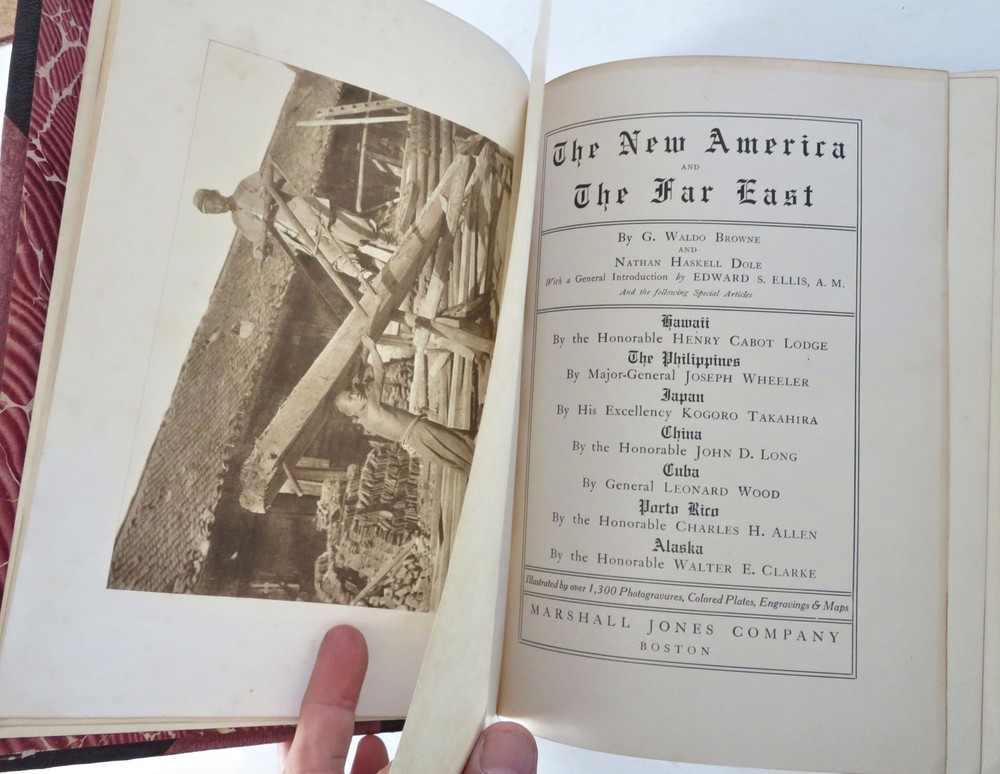 The New America
AND
The Far East
By G. WALDO BROWNE
AND
NATHAN HASKELL DOLE
With a General Introduction by EDWARD S. ELLIS, A. M.
And the following Special Articles
Hawaii
By the Honorable HENRY CABOT LODGE
The Philippines
By Major-General JOSEPH WHEELER
Japan
By His Excellency KOGORO TAKAHIRA
China
By the Honorable JOHN D. LONG
Cuba
By General LEONARD WOOD
Porto Rico
By the Honorable CHARLES H. ALLEN
Alaska
By the Honorable WALTER E. CLARKE
Illustrated by over 1,300 Photogravures, Colored Plates, Engravings & Maps
MARSHALL JONES COMPANY
BOSTON